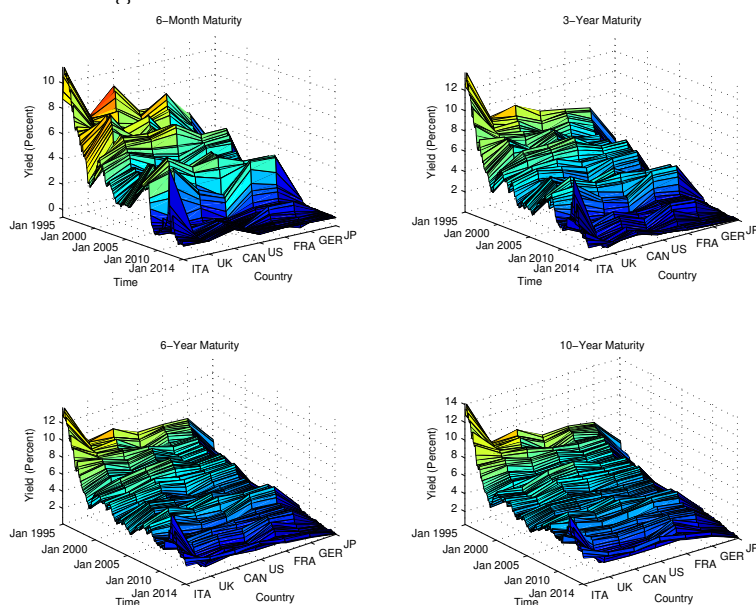 6−Month Maturity
10
8
6
4
2
0
Yield (Percent)
Jan 1995
Jan 2000
Jan 2005
Jan 2010
Jan 2014
Time
ITA
UK
CAN
US
FRA
GER
JP
Country
3−Year Maturity
12
10
8
6
4
2
Yield (Percent)
Jan 1995
Jan 2000
Jan 2005
Jan 2010
Jan 2014
Time
ITA
UK
CAN
US
FRA
GER
JP
Country
6−Year Maturity
12
10
8
6
4
2
Yield (Percent)
Jan 1995
Jan 2000
Jan 2005
Jan 2010
Jan 2014
Time
ITA
UK
CAN
US
FRA
GER
JP
Country
10−Year Maturity
14
12
10
8
6
4
2
Yield (Percent)
Jan 1995
Jan 2000
Jan 2005
Jan 2010
Jan 2014
Time
ITA
UK
CAN
US
FRA
GER
JP
Country